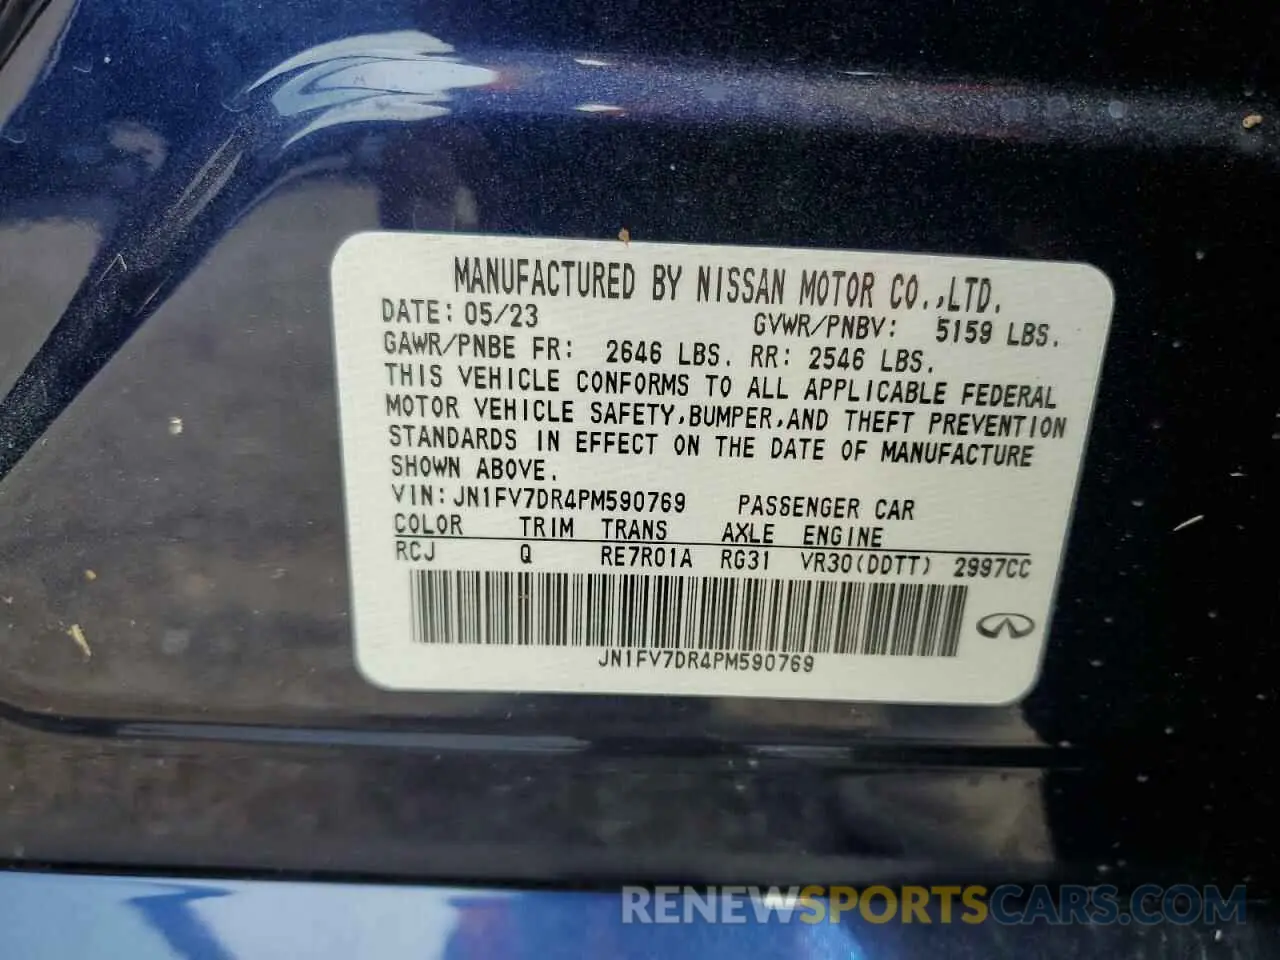 MANUFACTURED BY NISSAN MOTOR CO.,LTD.
DATE: 05/23 GVWR/PNBV: 5159 LBS.
GAWR/PNBE FR: 2646 LBS. RR: 2546 LBS.
THIS VEHICLE CONFORMS TO ALL APPLICABLE FEDERAL
MOTOR VEHICLE SAFETY,BUMPER,AND THEFT PREVENTION
STANDARDS IN EFFECT ON THE DATE OF MANUFACTURE
SHOWN ABOVE.
VIN: JN1FV7DR4PM590769 PASSENGER CAR
COLOR TRIM TRANS AXLE ENGINE
RCJ Q RE7R01A RG31 VR30(DDTT) 2997CC
JN1FV7DR4PM590769
RENEWSPORTSCARS.COM